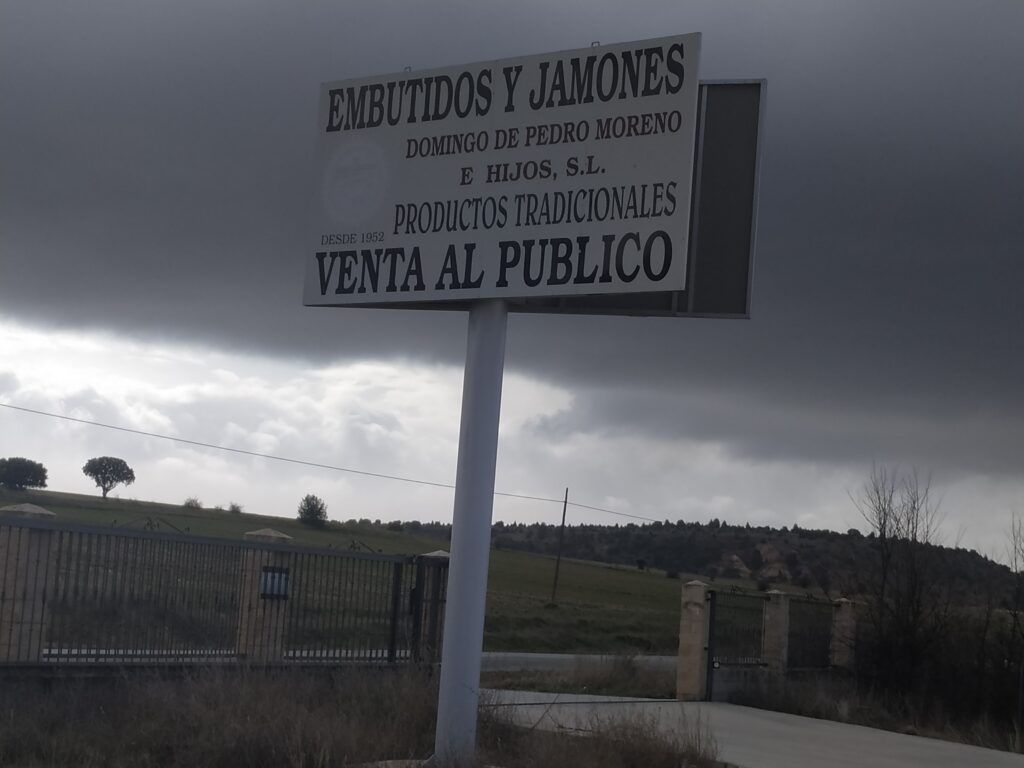 EMBUTIDOS Y JAMONES
DOMINGO DE PEDRO MORENO
E HIJOS, S.L.
PRODUCTOS TRADICIONALES
DESDE 1952
VENTA AL PUBLICO